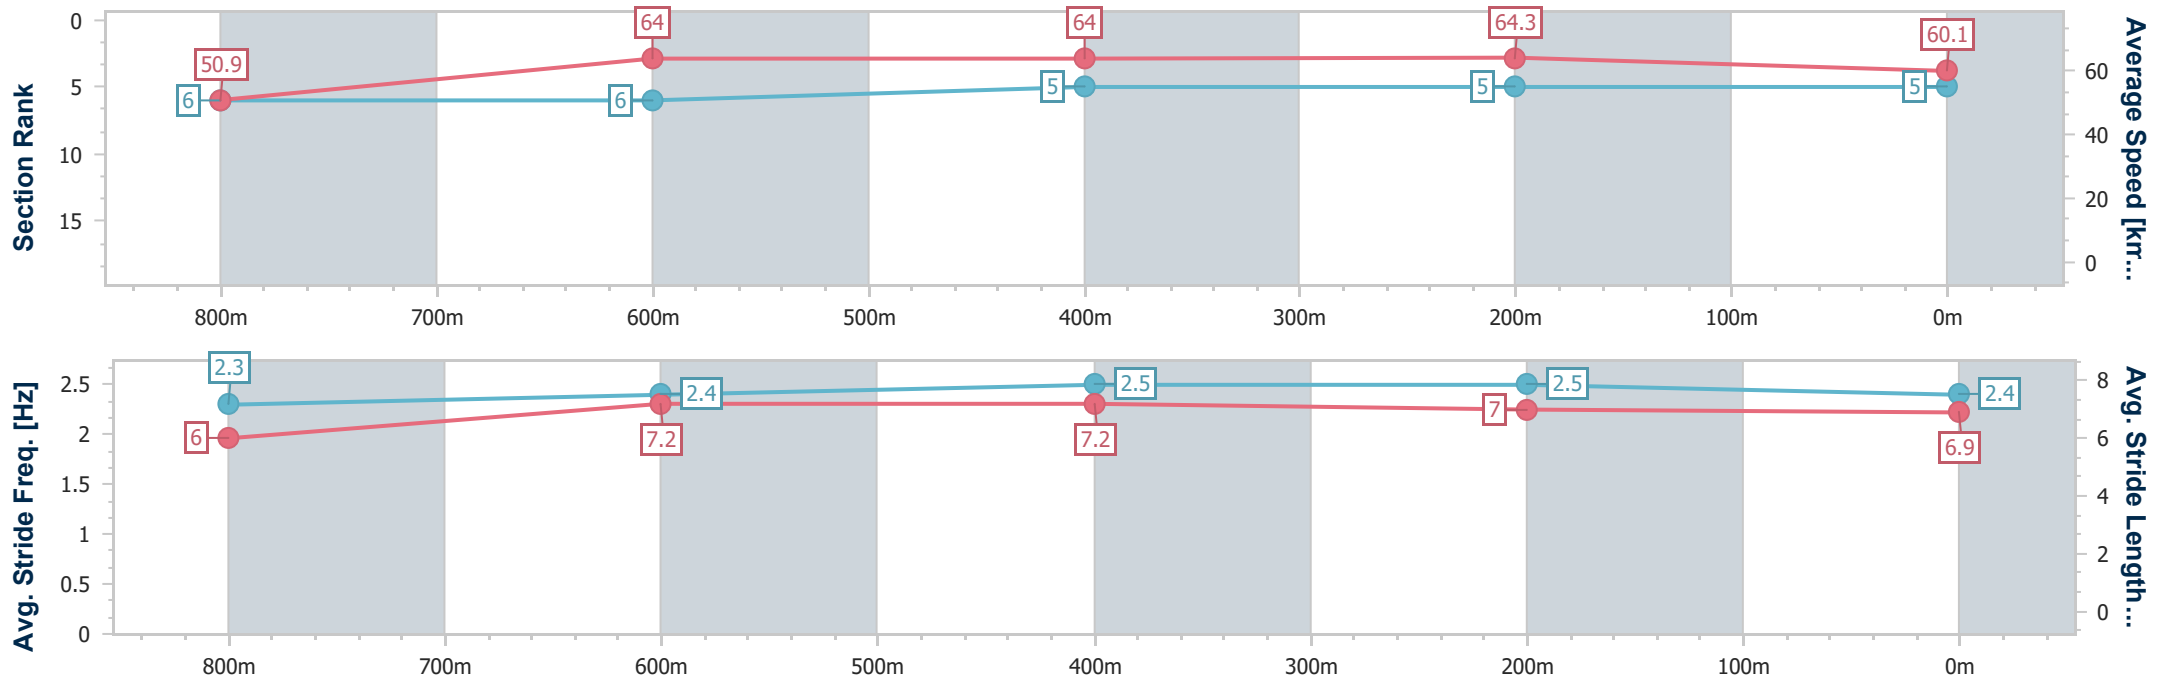 Section Rank
0
5
10
15
50.9
64
64
64.3
60.1
6
6
5
5
5
60
40
20
0
Average Speed [km...
800m
700m
600m
500m
400m
300m
200m
100m
0m
Avg. Stride Freq. [Hz]
2.5
2
1.5
1
0.5
0
2.3
2.4
2.5
2.5
2.4
6
7.2
7.2
7
6.9
8
6
4
2
0
Avg. Stride Length...
800m
700m
600m
500m
400m
300m
200m
100m
0m